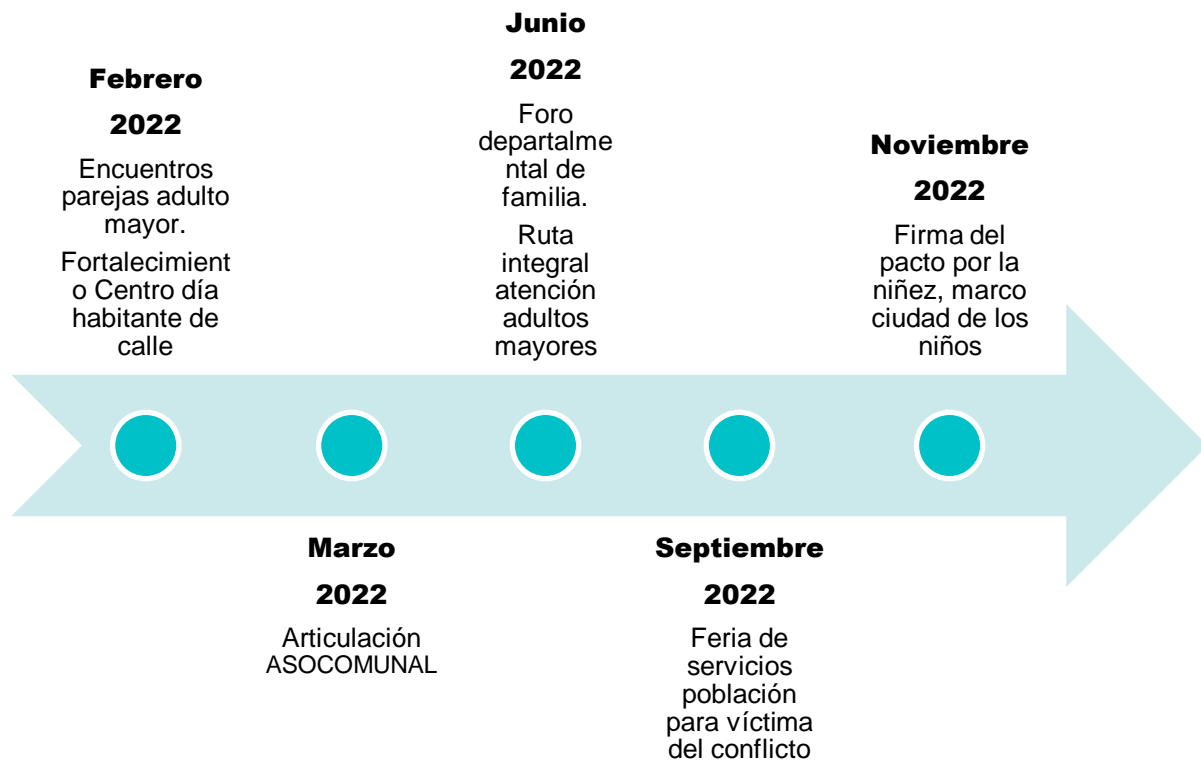 Febrero
2022
Encuentros
parejas adulto
mayor.
Fortalecimient
o Centro día
habitante de
calle
Marzo
2022
Articulación
ASOCOMUNAL
Junio
2022
Foro
departalme
ntal de
familia.
Ruta
integral
atención
adultos
mayores
Septiembre
2022
Feria de
servicios
población
para víctima
del conflicto
Noviembre
2022
Firma del
pacto por la
niñez, marco
ciudad de los
niños